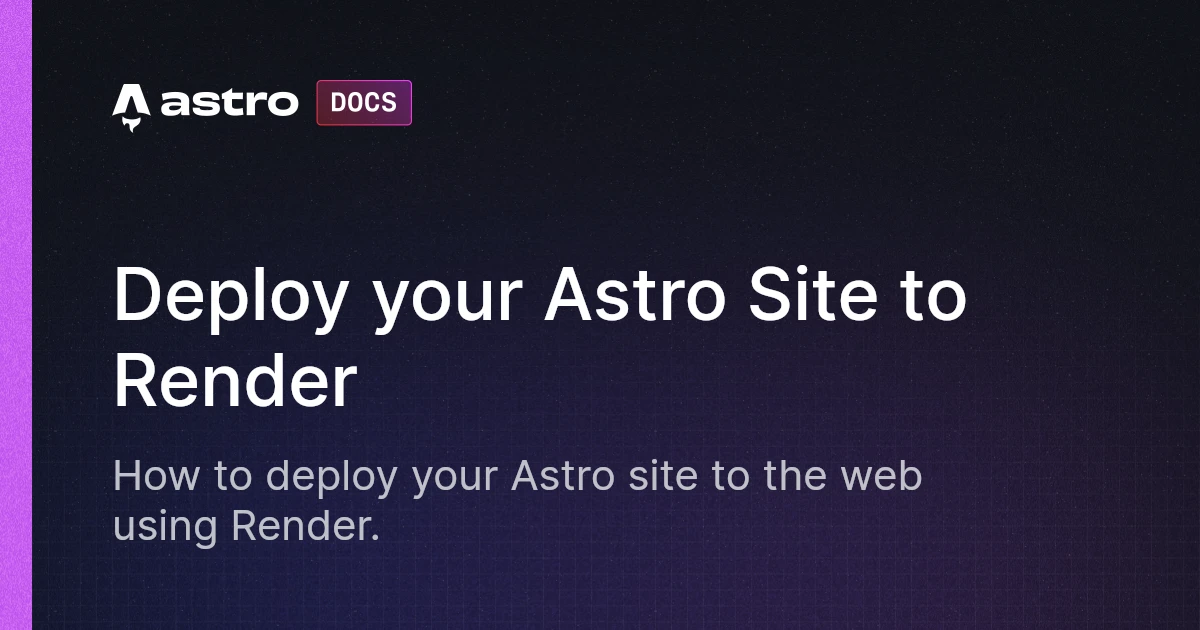 astro DOCS
Deploy your Astro Site to
Render
How to deploy your Astro site to the web
using Render.